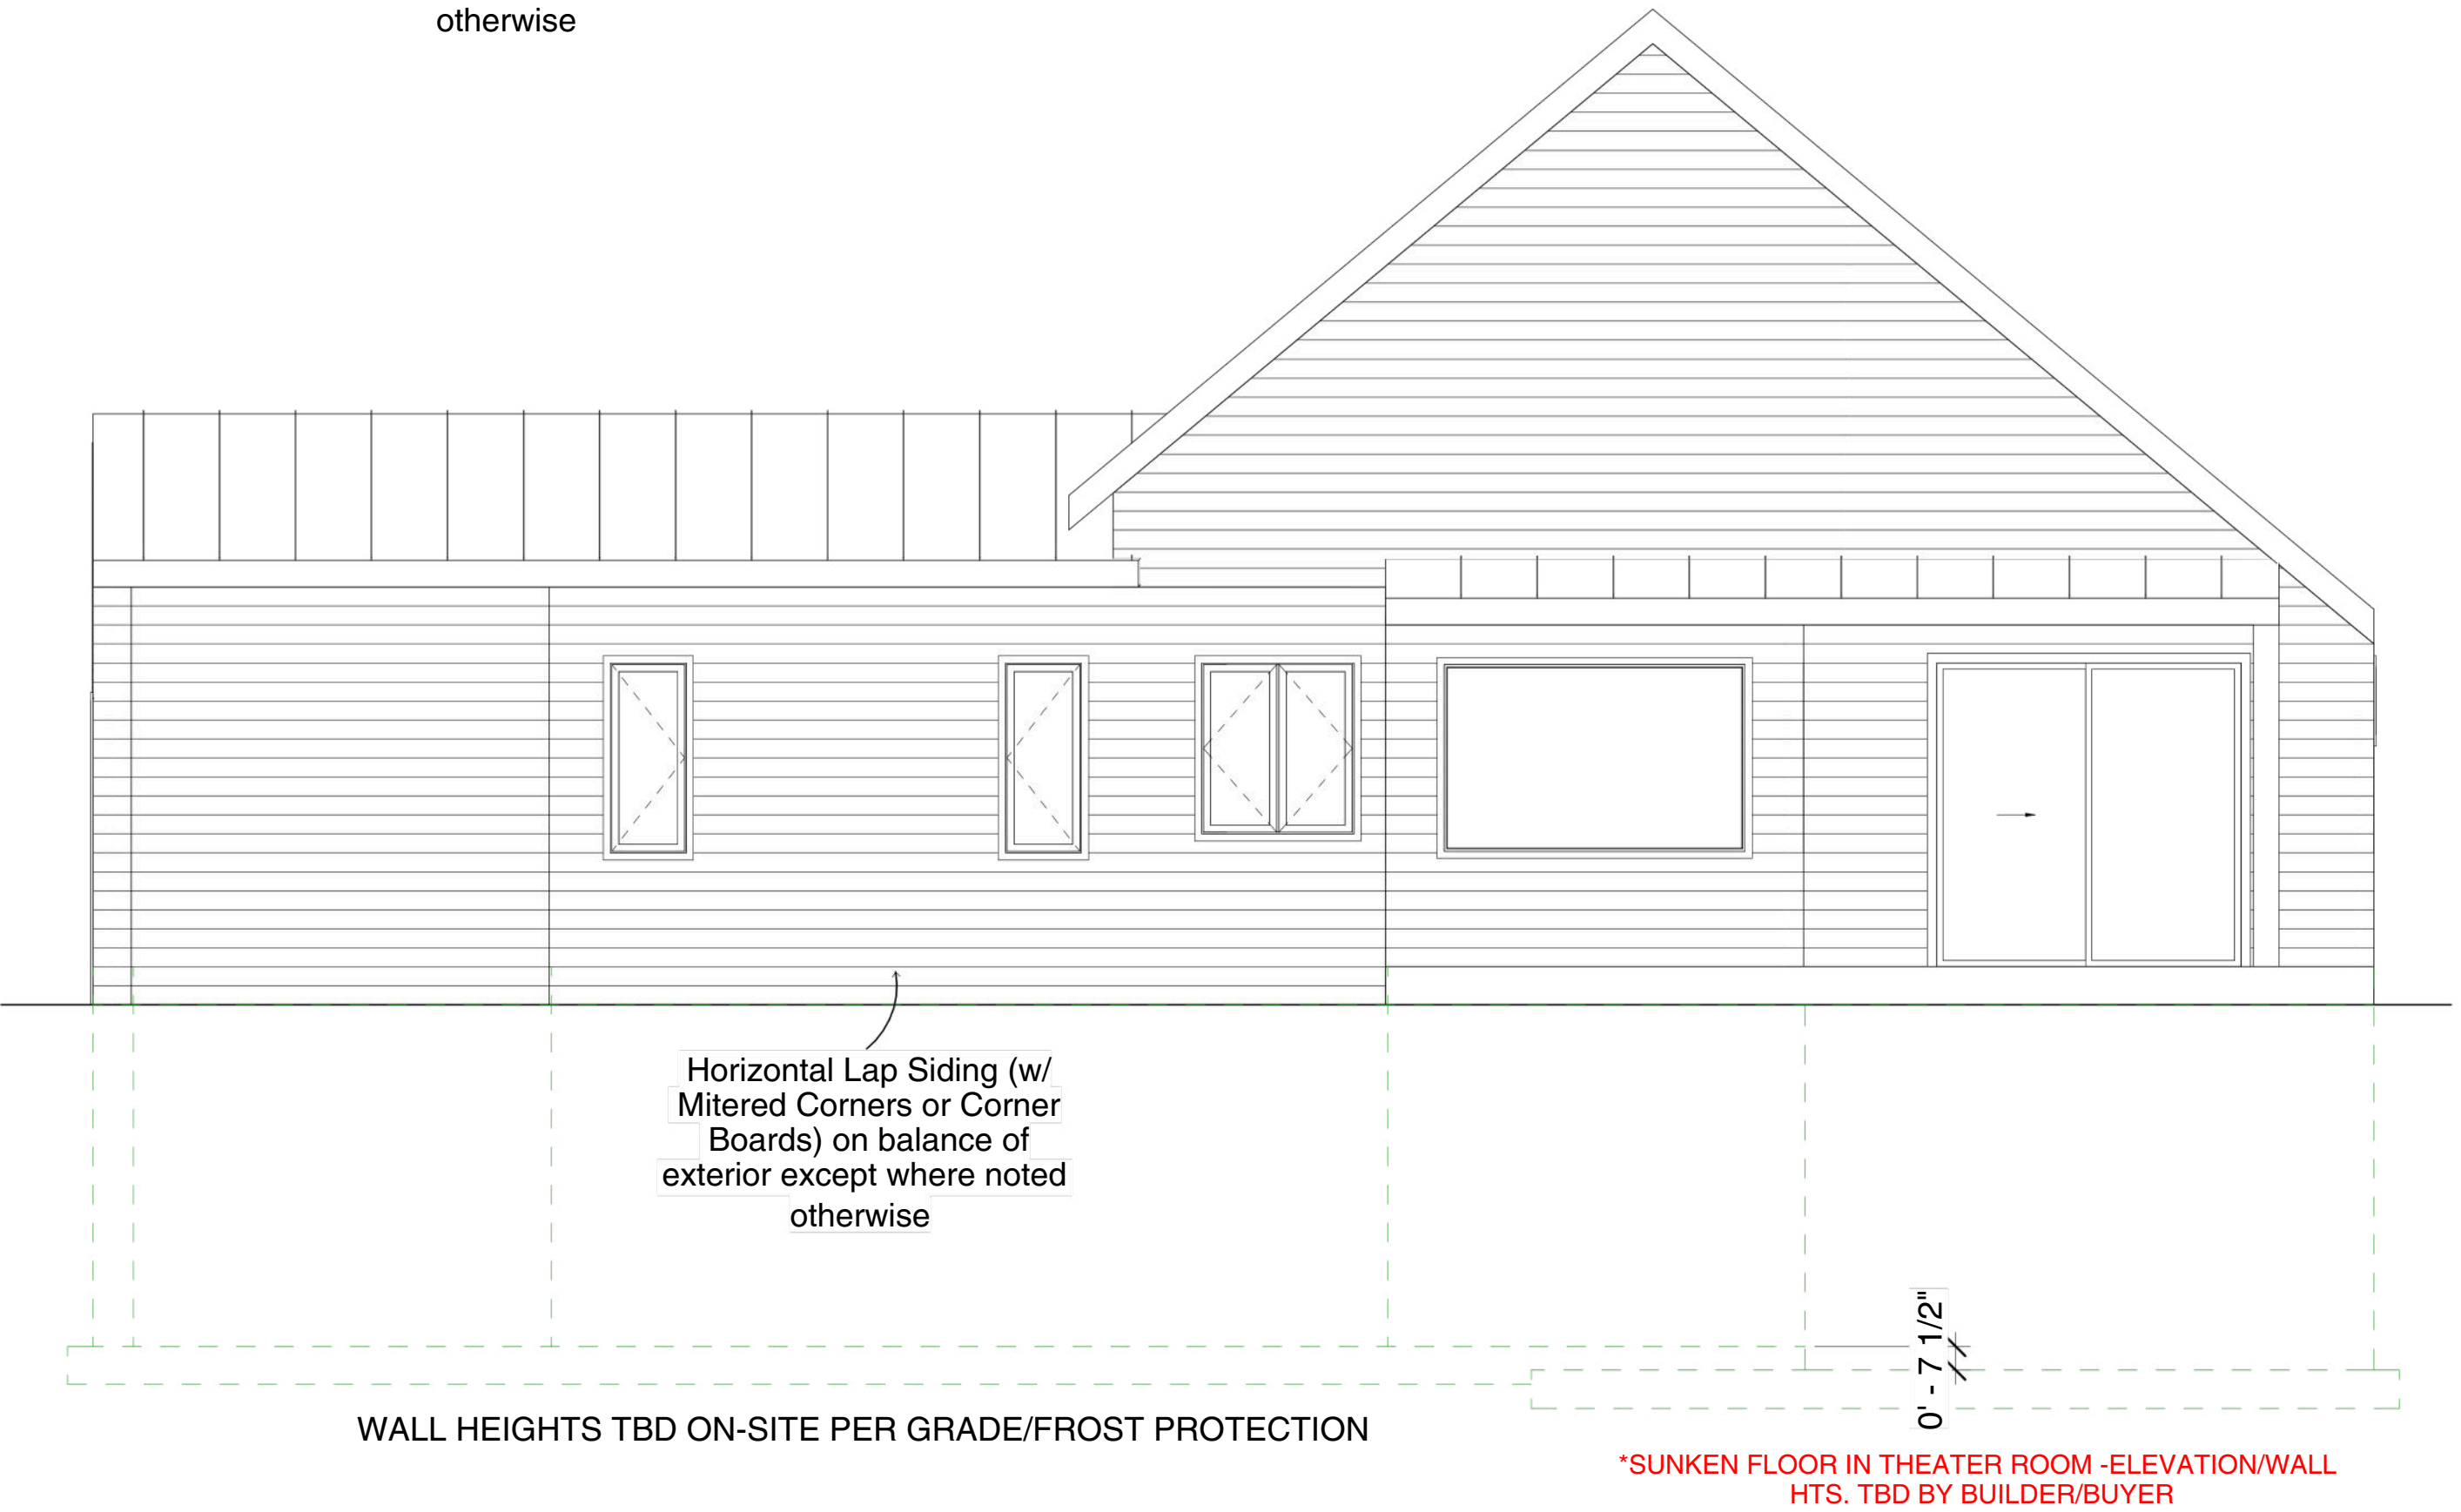 otherwise
Horizontal Lap Siding (w/
Mitered Corners or Corner
Boards) on balance of
exterior except where noted
otherwise
0' - 7 1/2"
WALL HEIGHTS TBD ON-SITE PER GRADE/FROST PROTECTION
*SUNKEN FLOOR IN THEATER ROOM -ELEVATION/WALL
HTS. TBD BY BUILDER/BUYER